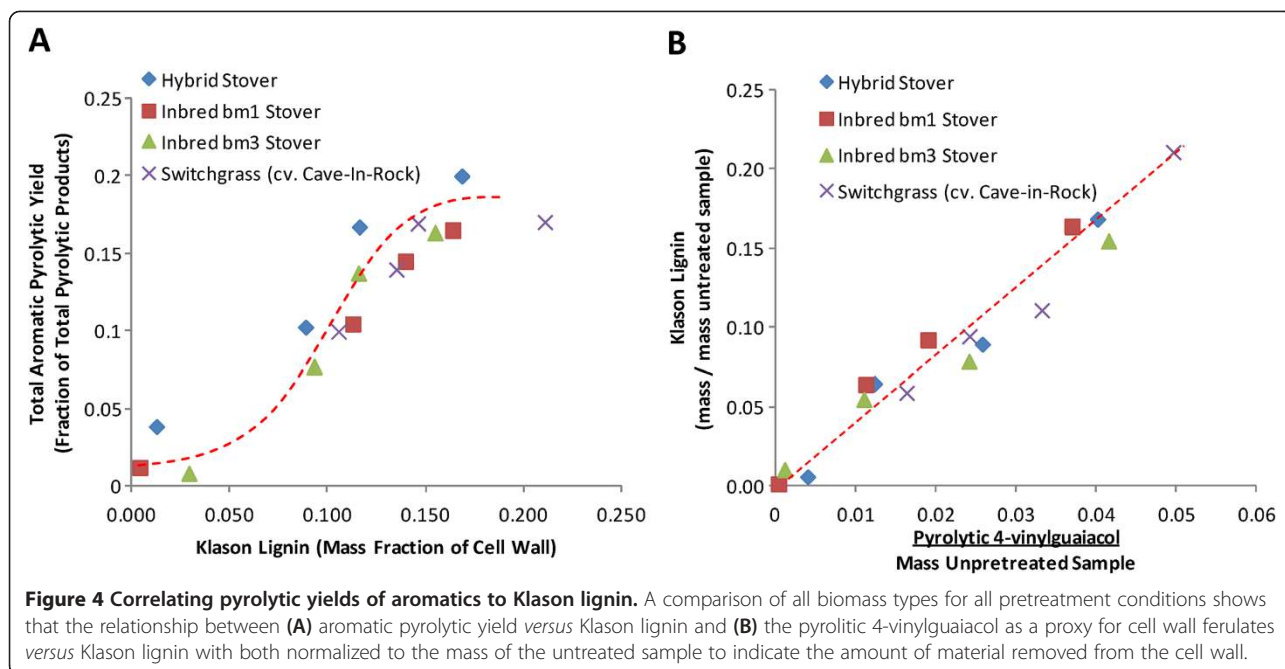 A
Hybrid Stover
Inbred bm1 Stover
Inbred bm3 Stover
Switchgrass (cv. Cave-In-Rock)
0.25
0.2
0.15
0.1
0.05
0
0.000
0.050
0.100
0.150
0.200
0.250
Total Aromatic Pyrolytic Yield
(Fraction of Total Pyrolytic Products)
Klason Lignin (Mass Fraction of Cell Wall)
B
Hybrid Stover
Inbred bm1 Stover
Inbred bm3 Stover
Switchgrass (cv. Cave-in-Rock)
0.25
0.20
0.15
0.10
0.05
0.00
0
0.01
0.02
0.03
0.04
0.05
0.06
Klason Lignin
(mass / mass untreated sample)
Pyrolytic 4-vinylguaiacol
Mass Unpretreated Sample
Figure 4 Correlating pyrolytic yields of aromatics to Klason lignin. A comparison of all biomass types for all pretreatment conditions shows
that the relationship between (A) aromatic pyrolytic yield versus Klason lignin and (B) the pyrolitic 4-vinylguaiacol as a proxy for cell wall ferulates
versus Klason lignin with both normalized to the mass of the untreated sample to indicate the amount of material removed from the cell wall.